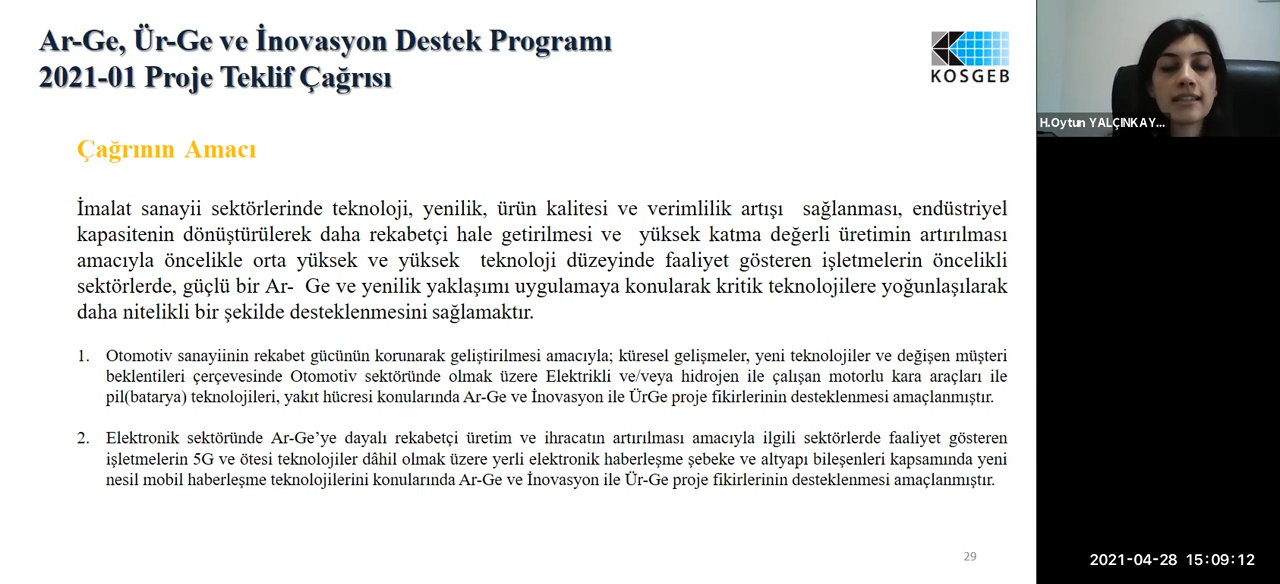 Ar-Ge, Ür-Ge ve İnovasyon Destek Programı
2021-01 Proje Teklif Çağrısı
KOSGEB
H.Oytun YALÇINKAY...
Çağrının Amacı
İmalat sanayii sektörlerinde teknoloji, yenilik, ürün kalitesi ve verimlilik artışı sağlanması, endüstriyel
kapasitenin dönüştürülerek daha rekabetçi hale getirilmesi ve yüksek katma değerli üretimin artırılması
amacıyla öncelikle orta yüksek ve yüksek teknoloji düzeyinde faaliyet gösteren işletmelerin öncelikli
sektörlerde, güçlü bir Ar- Ge ve yenilik yaklaşımı uygulamaya konularak kritik teknolojilere yoğunlaşılarak
daha nitelikli bir şekilde desteklenmesini sağlamaktır.
1. Otomotiv sanayiinin rekabet gücünün korunarak geliştirilmesi amacıyla; küresel gelişmeler, yeni teknolojiler ve değişen müşteri
beklentileri çerçevesinde Otomotiv sektöründe olmak üzere Elektrikli ve/veya hidrojen ile çalışan motorlu kara araçları ile
pil(batarya) teknolojileri, yakıt hücresi konularında Ar-Ge ve İnovasyon ile ÜrGe proje fikirlerinin desteklenmesi amaçlanmıştır.
2. Elektronik sektöründe Ar-Ge’ye dayalı rekabetçi üretim ve ihracatın artırılması amacıyla ilgili sektörlerde faaliyet gösteren
işletmelerin 5G ve ötesi teknolojiler dâhil olmak üzere yerli elektronik haberleşme şebeke ve altyapı bileşenleri kapsamında yeni
nesil mobil haberleşme teknolojilerini konularında Ar-Ge ve İnovasyon ile Ür-Ge proje fikirlerinin desteklenmesi amaçlanmıştır.
29
2021-04-28 15:09:12